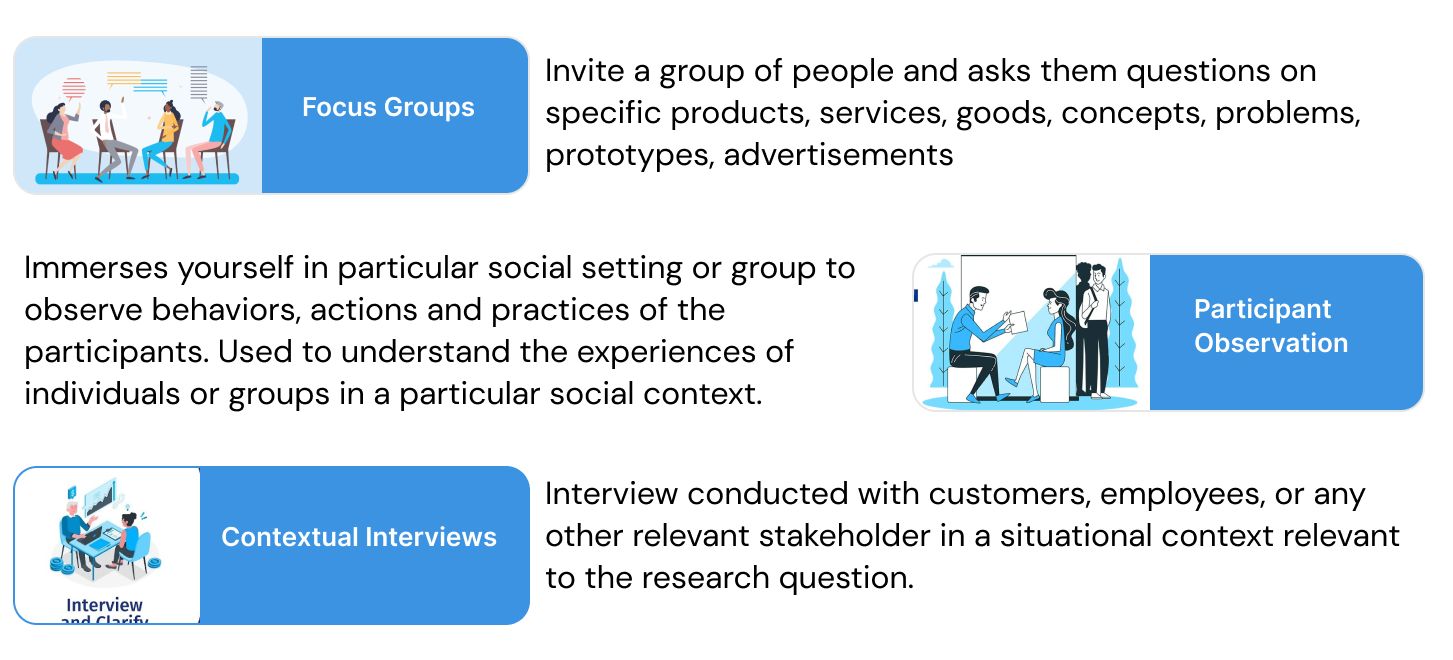 Focus Groups
Invite a group of people and asks them questions on
specific products, services, goods, concepts, problems,
prototypes, advertisements
Immerses yourself in particular social setting or group to
observe behaviors, actions and practices of the
participants. Used to understand the experiences of
individuals or groups in a particular social context.
Participant
Observation
Interview
and Clarify
Contextual Interviews
Interview conducted with customers, employees, or any
other relevant stakeholder in a situational context relevant
to the research question.